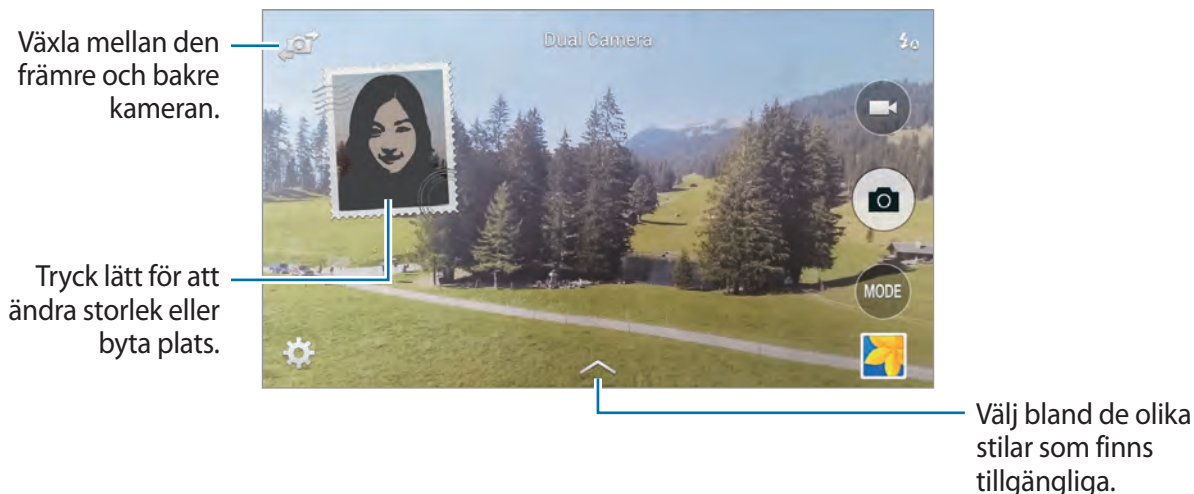 Växla mellan den
främre och bakre
kameran.
Dual Camera
Tryck lätt för att
ändra storlek eller
byta plats.
MODE
Välj bland de olika
stilar som finns
tillgängliga.